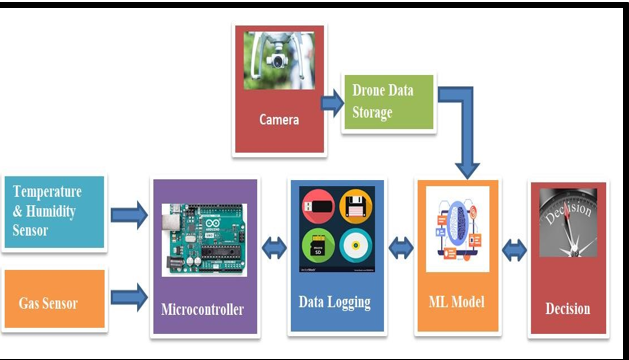 Camera
Drone Data
Storage
Temperature
& Humidity
Sensor
Gas Sensor
Microcontroller
Data Logging
ML Model
Decision
Decision